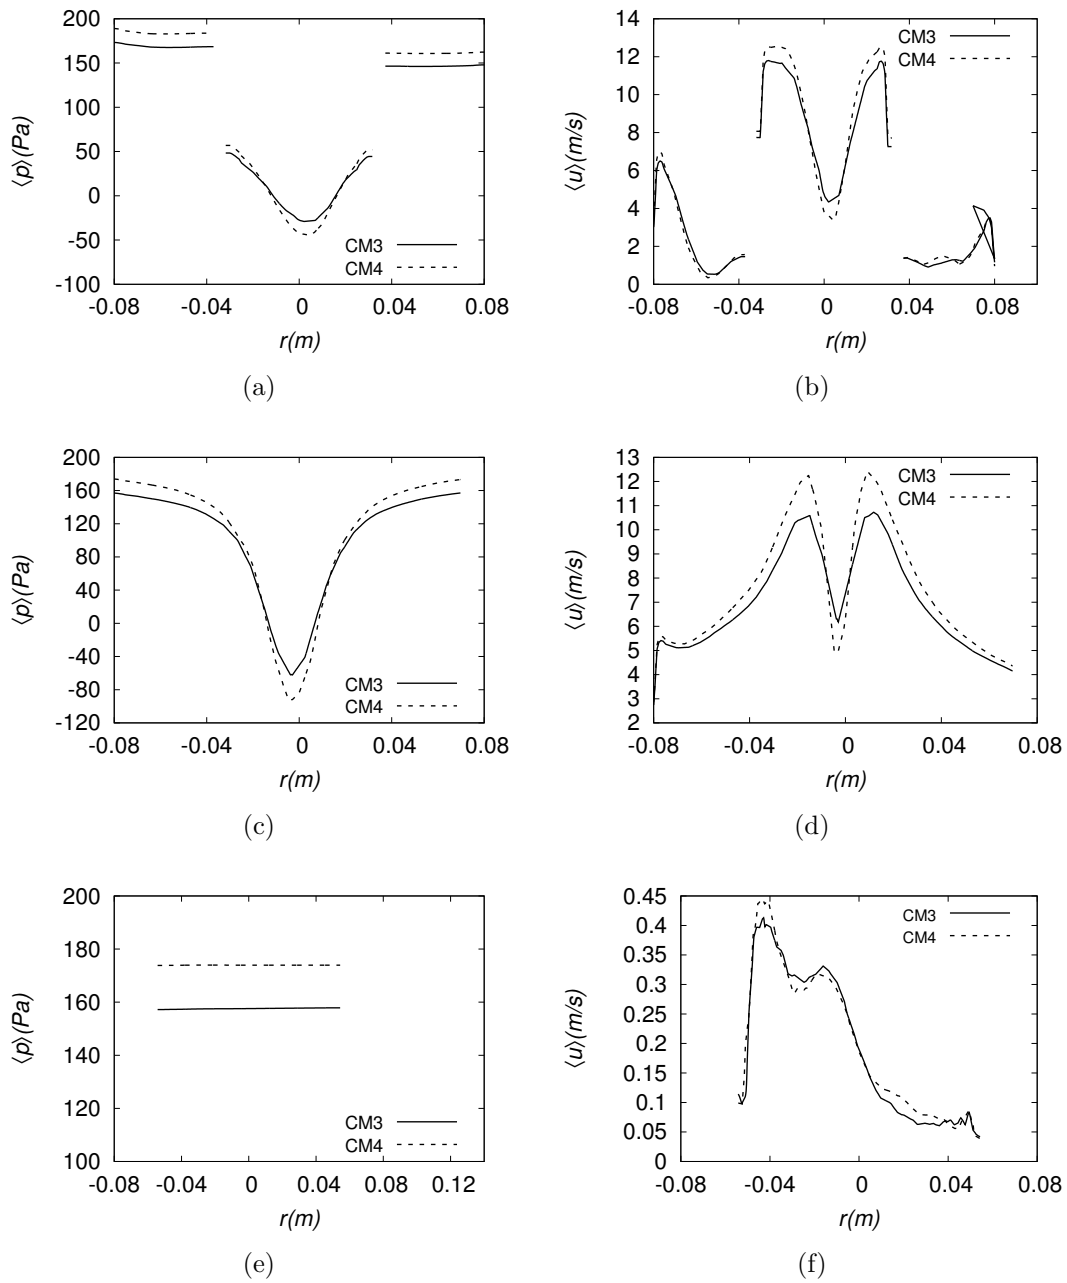 200
150
100
50
0
-50
-100
⟨p⟩(Pa)
CM3
CM4
-0.08 -0.04 0 0.04 0.08
r(m)
(a)
14
12
10
8
6
4
2
0
⟨u⟩(m/s)
CM3
CM4
-0.08 -0.04 0 0.04 0.08
r(m)
(b)
200
160
120
80
40
0
-40
-80
-120
⟨p⟩(Pa)
CM3
CM4
-0.08 -0.04 0 0.04 0.08
r(m)
(c)
13
12
11
10
9
8
7
6
5
4
3
2
⟨u⟩(m/s)
CM3
CM4
-0.08 -0.04 0 0.04 0.08
r(m)
(d)
200
180
160
140
120
100
⟨p⟩(Pa)
CM3
CM4
-0.08 -0.04 0 0.04 0.08 0.12
r(m)
(e)
0.45
0.4
0.35
0.3
0.25
0.2
0.15
0.1
0.05
0
⟨u⟩(m/s)
CM3
CM4
-0.08 -0.04 0 0.04 0.08
r(m)
(f)